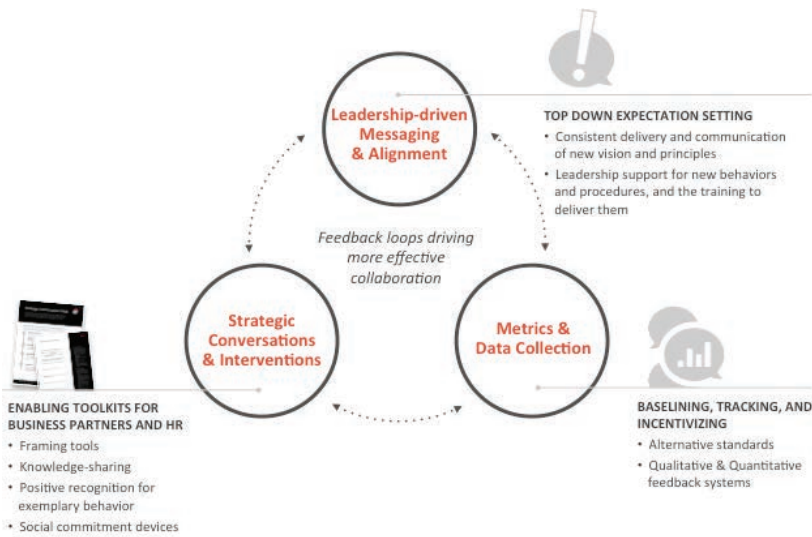 Leadership-driven
Messaging
& Alignment
TOP DOWN EXPECTATION SETTING
• Consistent delivery and communication
of new vision and principles
• Leadership support for new behaviors
and procedures, and the training to
deliver them
Feedback loops driving
more effective
collaboration
Strategic
Conversations
& Interventions
Metrics &
Data Collection
ENABLING TOOLKITS FOR
BUSINESS PARTNERS AND HR
• Framing tools
• Knowledge-sharing
• Positive recognition for
exemplary behavior
• Social commitment devices
BASELINING, TRACKING, AND
INCENTIVIZING
• Alternative standards
• Qualitative & Quantitative
feedback systems